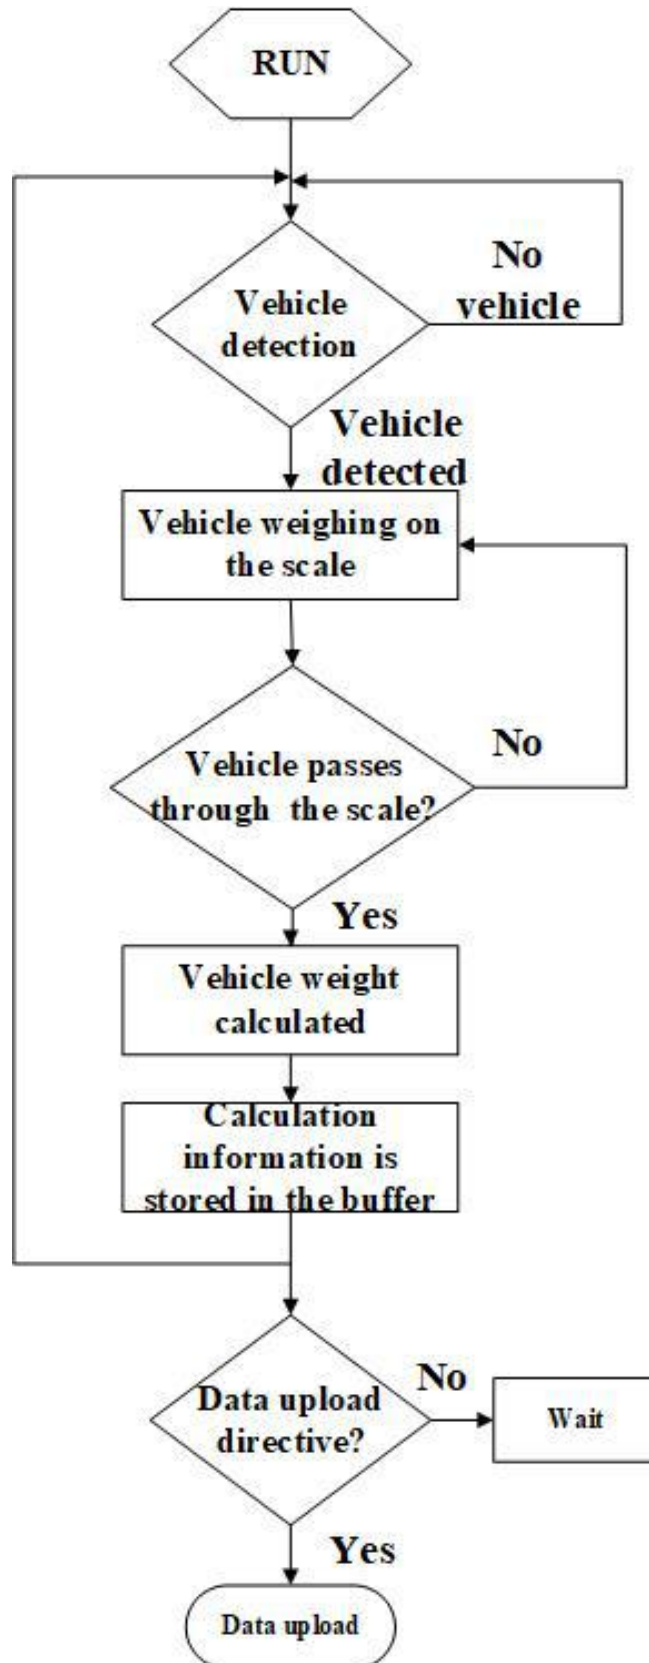 RUN
No
vehicle
Vehicle
detection
Vehicle
detected
Vehicle weighing on
the scale
No
Vehicle passes
through the scale?
Yes
Vehicle weight
calculated
Calculation
information is
stored in the buffer
No
Data upload
directive?
Wait
Yes
Data upload